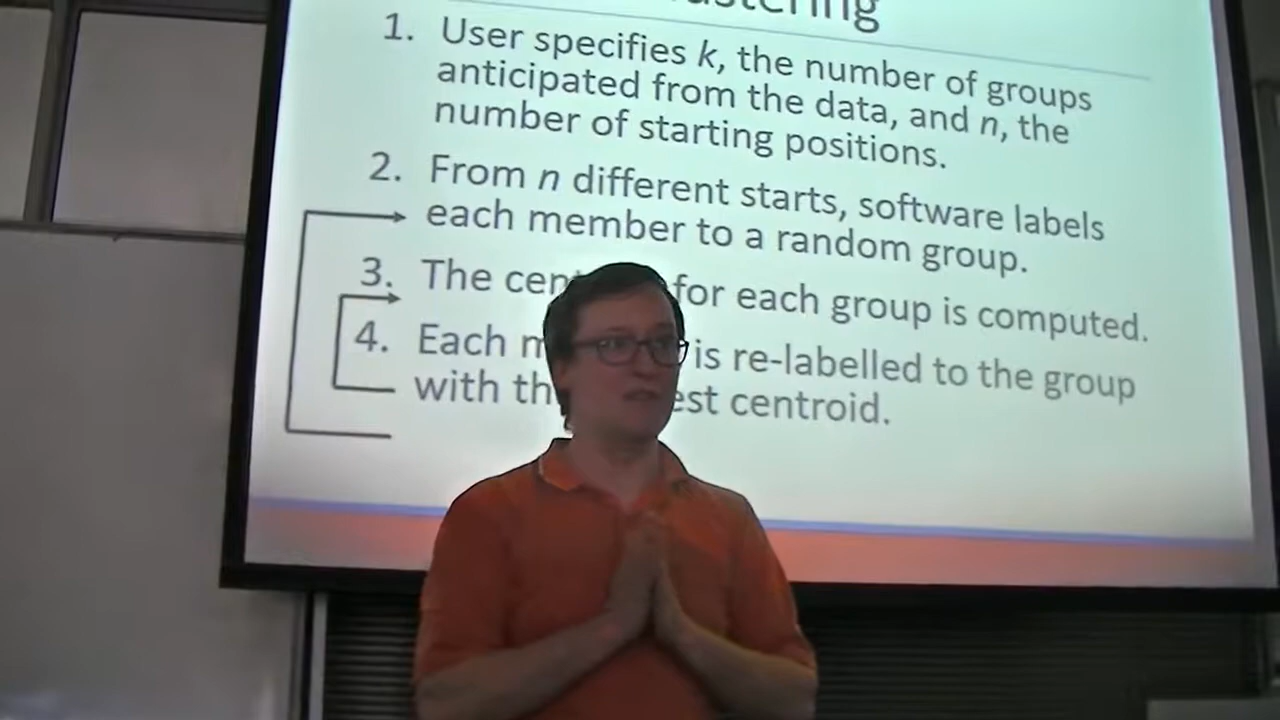 1. User specifies k, the number of groups
anticipated from the data, and n, the
number of starting positions.
2. From n different starts, software labels
each member to a random group.
3. The for each group is computed.
4. Each is re-labelled to the group
with centroid.